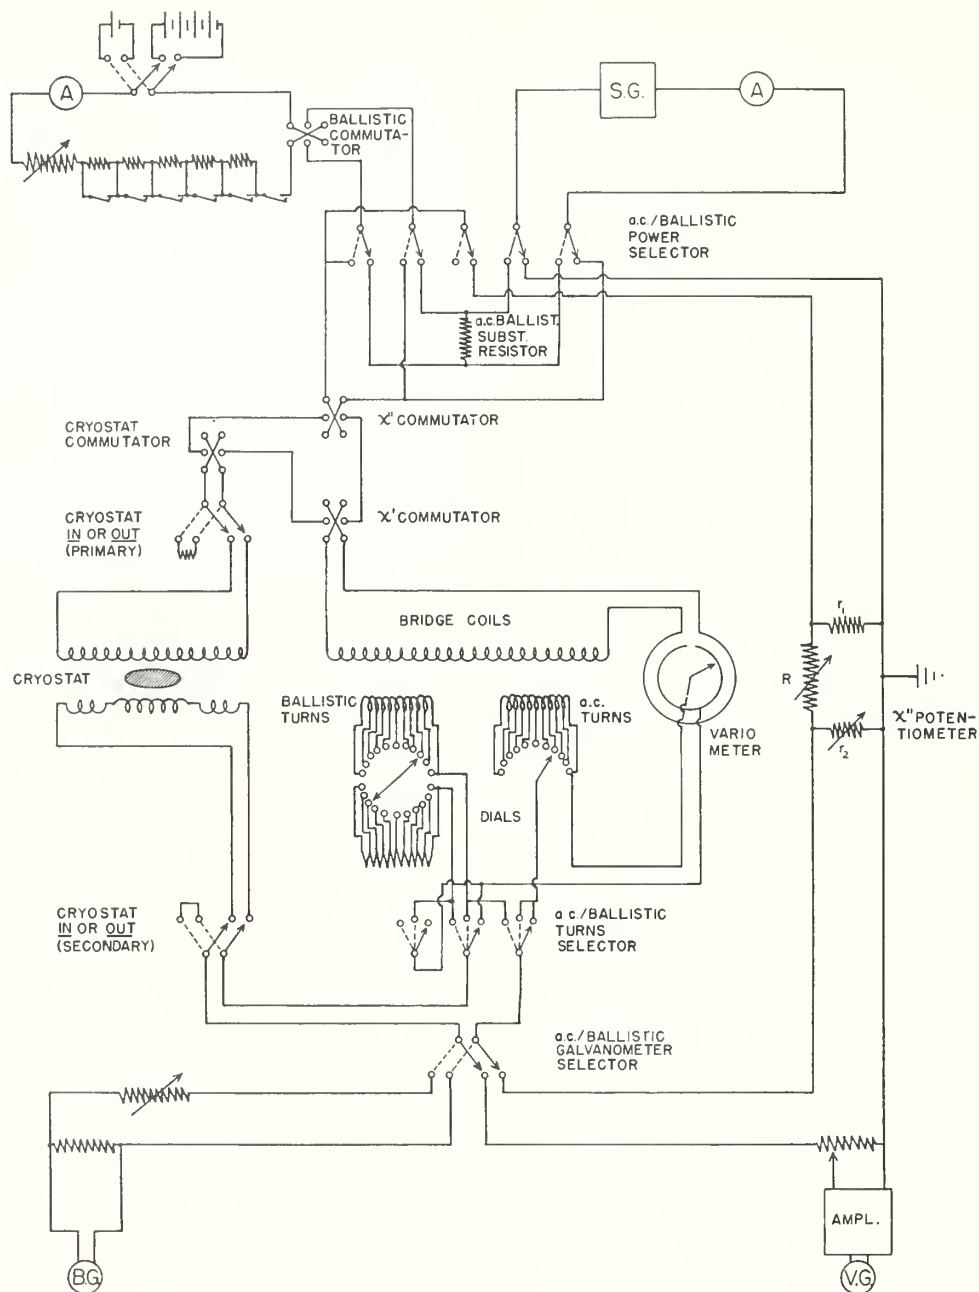 A
S.G.
A
BALLISTIC
COMMUTA-
TOR
a.c./BALLISTIC
POWER
SELECTOR
a.c.BALLIST.
SUBST.
RESISTOR
χ" COMMUTATOR
CRYOSTAT
COMMUTATOR
CRYOSTAT
IN OR OUT
(PRIMARY)
χ' COMMUTATOR
BRIDGE COILS
r₁
CRYOSTAT
R
BALLISTIC
TURNS
a.c.
TURNS
VARIO
METER
χ" POTEN-
TIOMETER
r₂
DIALS
CRYOSTAT
IN OR OUT
(SECONDARY)
a.c./BALLISTIC
TURNS
SELECTOR
a.c./BALLISTIC
GALVANOMETER
SELECTOR
AMPL.
B.G.
V.G.